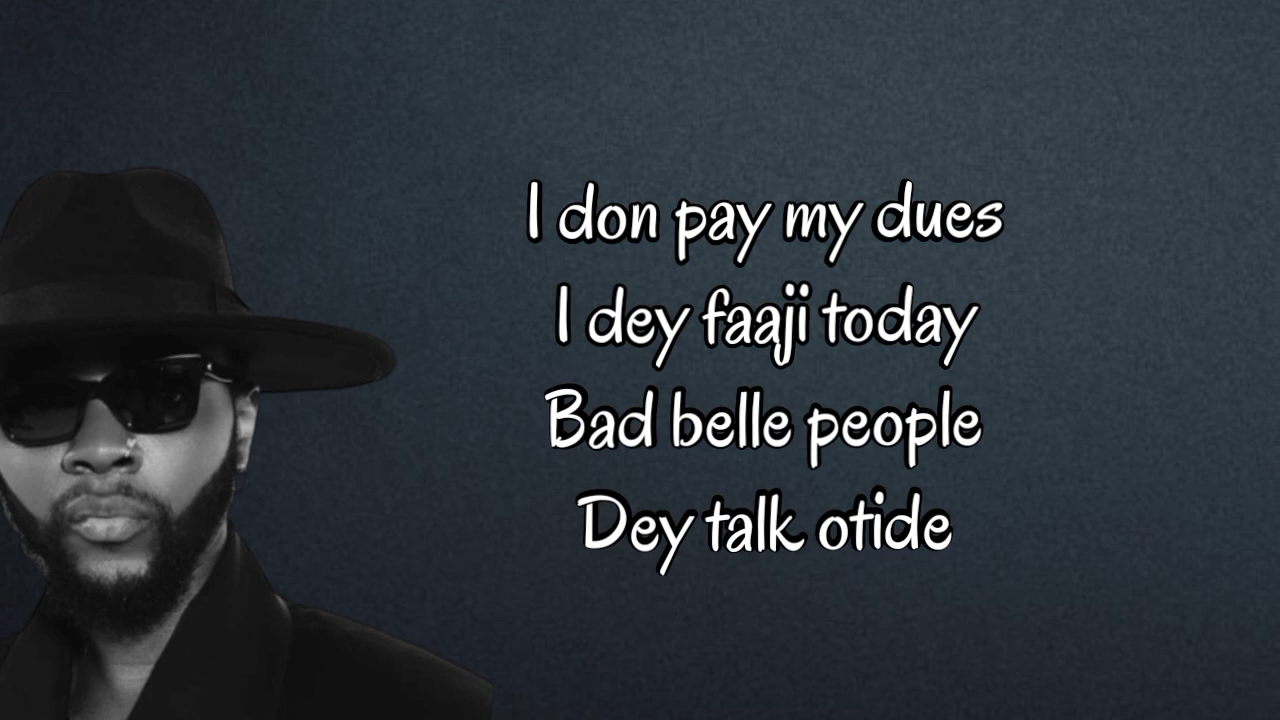 I don pay my dues
I dey faaji today
Bad belle people
Dey talk otide